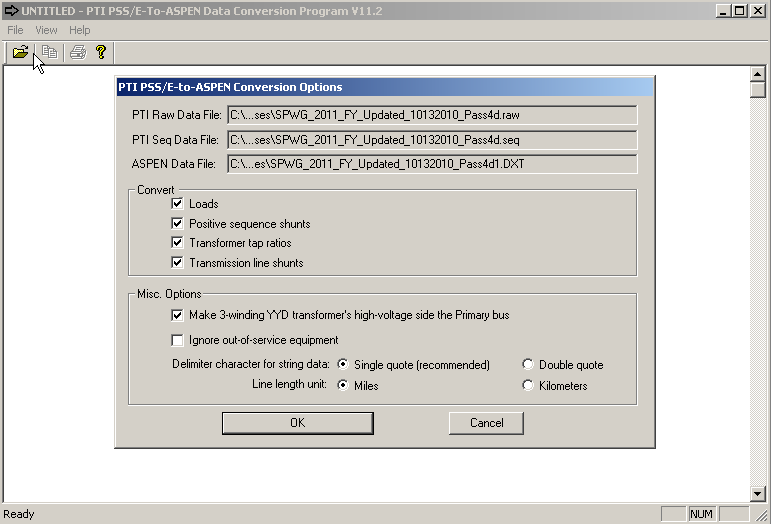 UNTITLED - PTI PSS/E-To-ASPEN Data Conversion Program V11.2
File View Help
PTI PSS/E-to-ASPEN Conversion Options
PTI Raw Data File: C:\...ses\SPWG_2011_FY_Updated_10132010_Pass4d.raw
PTI Seq Data File: C:\...ses\SPWG_2011_FY_Updated_10132010_Pass4d.seq
ASPEN Data File: C:\...es\SPWG_2011_FY_Updated_10132010_Pass4d1.DXT
Convert
Loads
Positive sequence shunts
Transformer tap ratios
Transmission line shunts
Misc. Options
Make 3-winding YYD transformer's high-voltage side the Primary bus
Ignore out-of-service equipment
Delimiter character for string data: Single quote (recommended) Double quote
Line length unit: Miles Kilometers
OK Cancel
Ready NUM